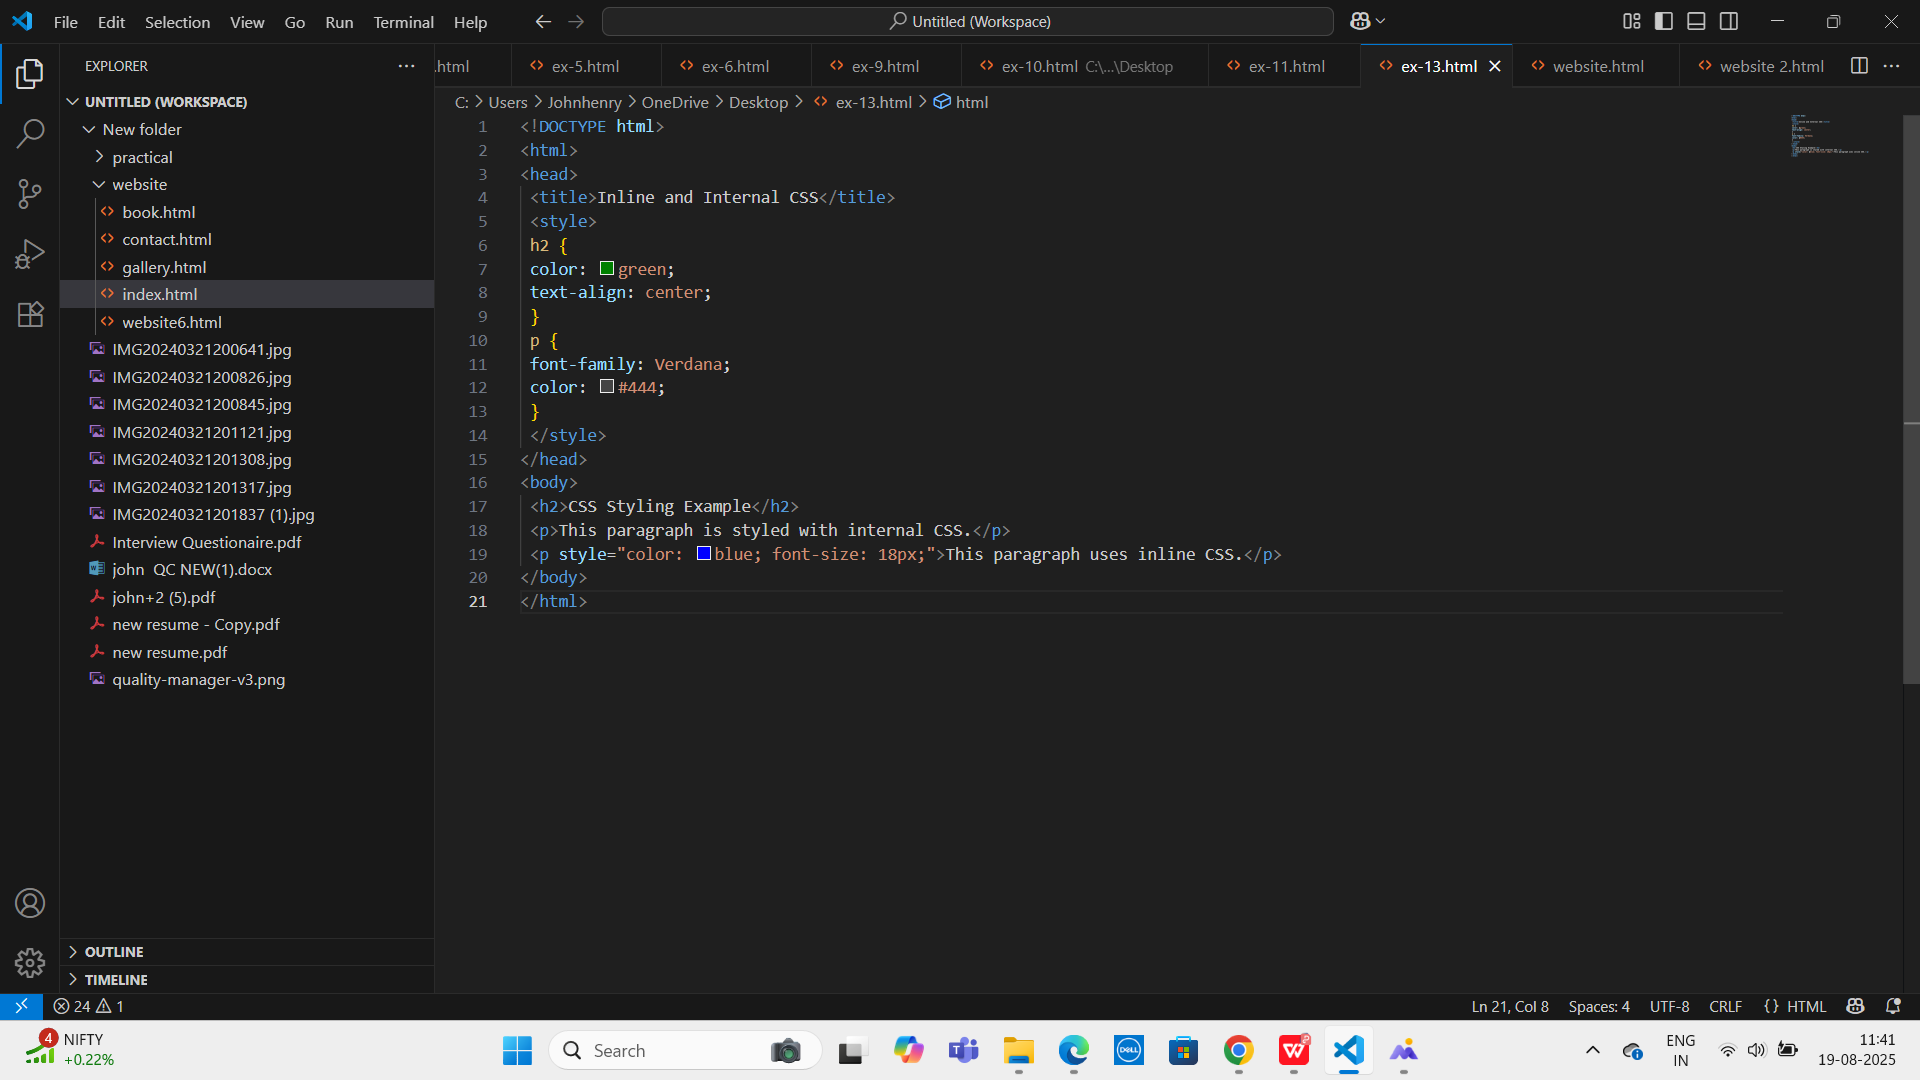 File Edit Selection View Go Run Terminal Help
Untitled (Workspace)
EXPLORER
.html ex-5.html ex-6.html ex-9.html ex-10.html C:\...\Desktop ex-11.html ex-13.html website.html website 2.html
C: > Users > Johnhenry > OneDrive > Desktop > ex-13.html > html
UNTITLED (WORKSPACE)
New folder
practical
website
book.html
contact.html
gallery.html
index.html
website6.html
IMG20240321200641.jpg
IMG20240321200826.jpg
IMG20240321200845.jpg
IMG20240321201121.jpg
IMG20240321201308.jpg
IMG20240321201317.jpg
IMG20240321201837 (1).jpg
Interview Questionaire.pdf
john  QC NEW(1).docx
john+2 (5).pdf
new resume - Copy.pdf
new resume.pdf
quality-manager-v3.png
OUTLINE
TIMELINE
1 <!DOCTYPE html>
2 <html>
3 <head>
4 <title>Inline and Internal CSS</title>
5 <style>
6 h2 {
7 color: green;
8 text-align: center;
9 }
10 p {
11 font-family: Verdana;
12 color: #444;
13 }
14 </style>
15 </head>
16 <body>
17 <h2>CSS Styling Example</h2>
18 <p>This paragraph is styled with internal CSS.</p>
19 <p style="color: blue; font-size: 18px;">This paragraph uses inline CSS.</p>
20 </body>
21 </html>
24 1
Ln 21, Col 8 Spaces: 4 UTF-8 CRLF {} HTML
4 NIFTY
+0.22%
Search
DELL
ENG
IN
11:41
19-08-2025